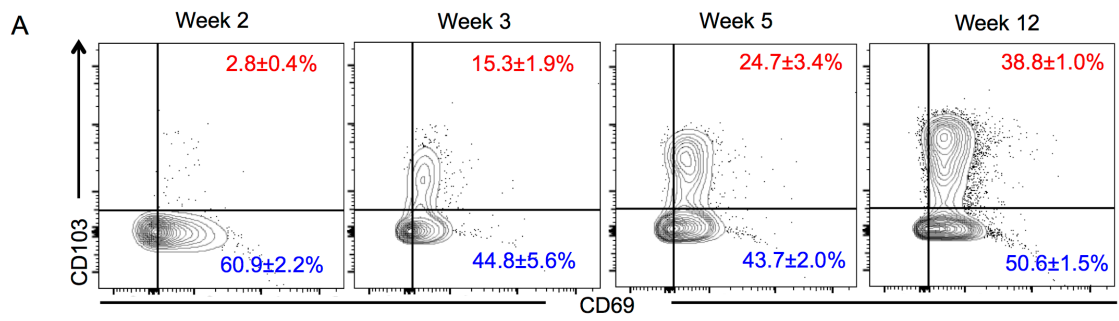 A
Week 2
Week 3
Week 5
Week 12
2.8±0.4%
15.3±1.9%
24.7±3.4%
38.8±1.0%
CD103
60.9±2.2%
44.8±5.6%
43.7±2.0%
50.6±1.5%
CD69